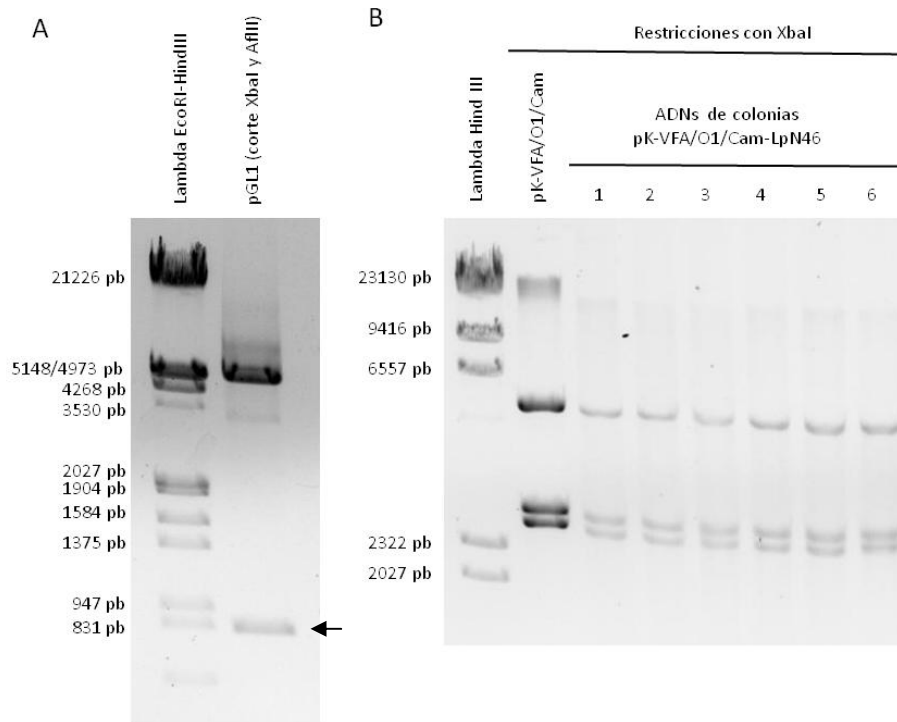 A
Lambda EcoRI-HindIII
pGL1 (corte XbaI y AflII)
21226 pb
5148/4973 pb
4268 pb
3530 pb
2027 pb
1904 pb
1584 pb
1375 pb
947 pb
831 pb
B
Restricciones con XbaI
Lambda Hind III
pK-VFA/O1/Cam
ADNs de colonias
pK-VFA/O1/Cam-LpN46
1 2 3 4 5 6
23130 pb
9416 pb
6557 pb
2322 pb
2027 pb